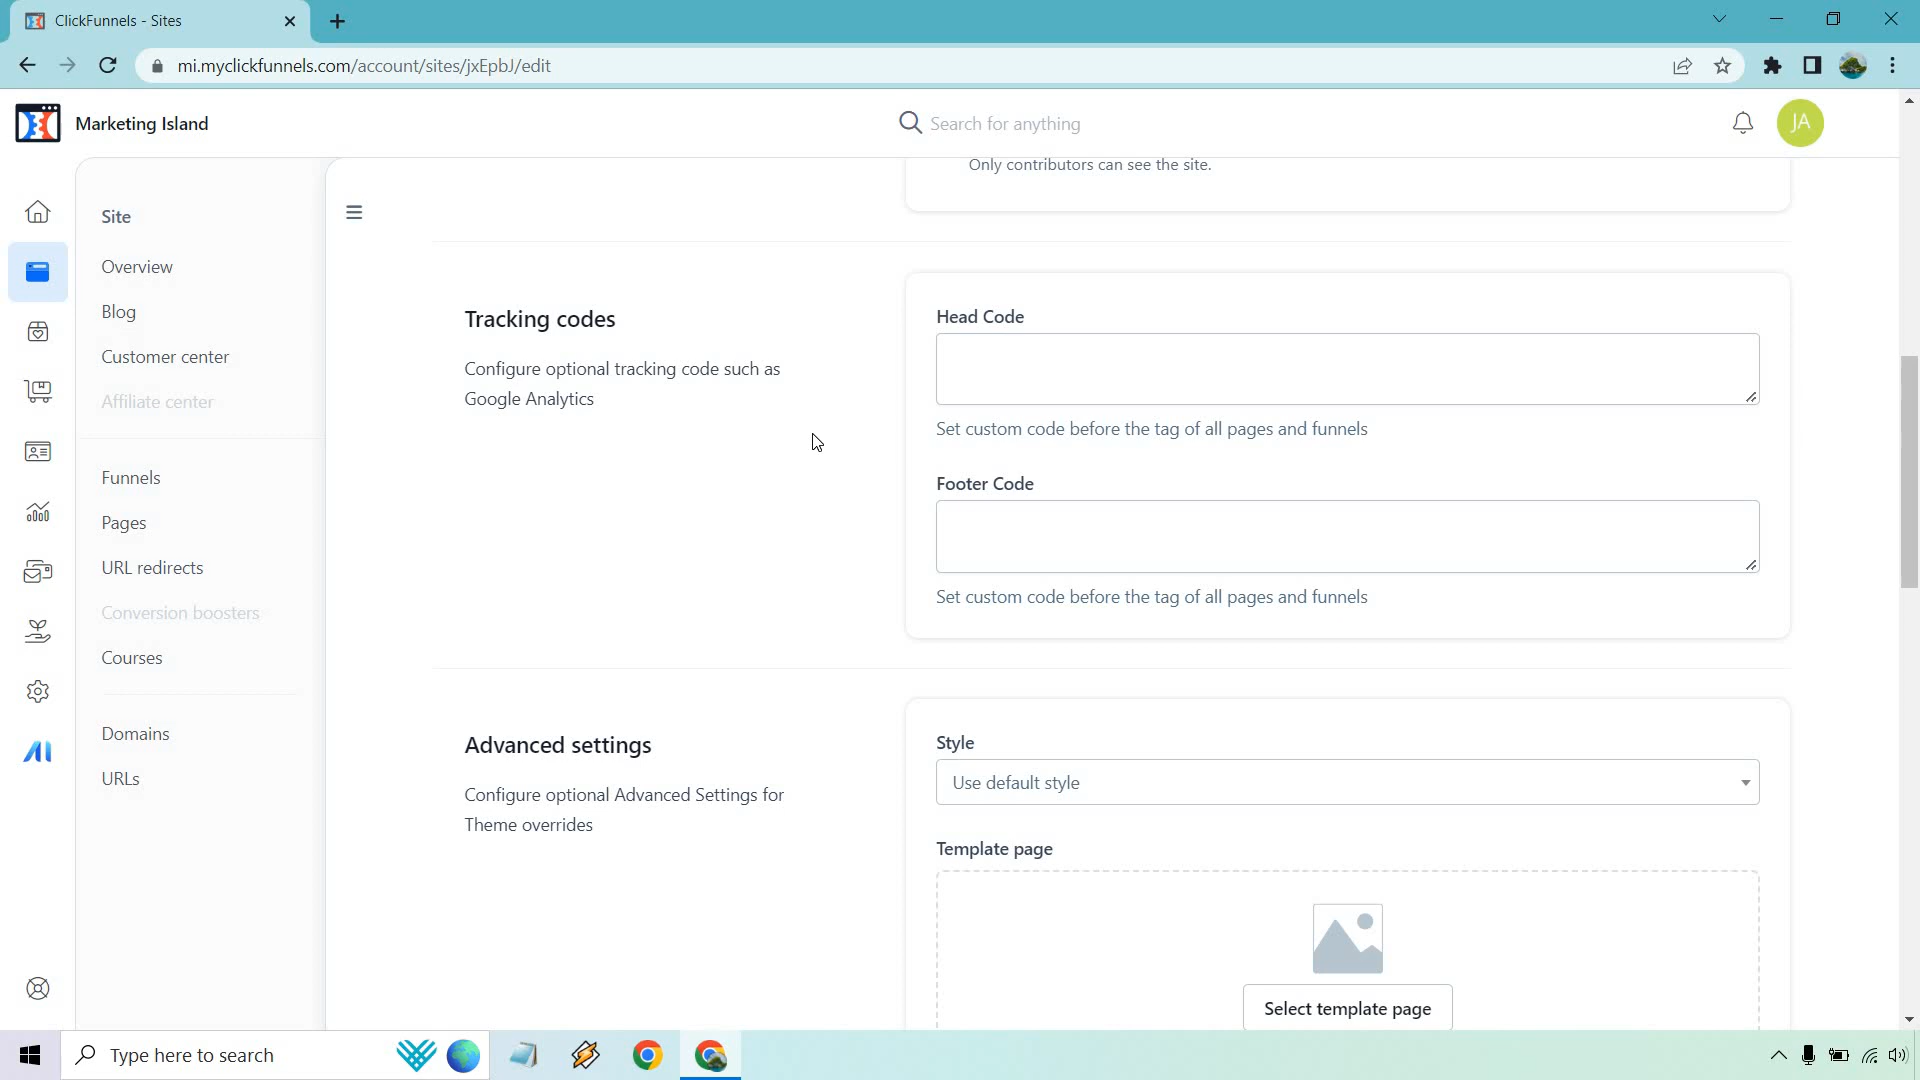 ClickFunnels - Sites
mi.myclickfunnels.com/account/sites/jxEpbJ/edit
Marketing Island
Search for anything
JA
Only contributors can see the site.
Site
Overview
Blog
Customer center
Affiliate center
Funnels
Pages
URL redirects
Conversion boosters
Courses
Domains
URLs
Tracking codes
Configure optional tracking code such as
Google Analytics
Head Code
Set custom code before the tag of all pages and funnels
Footer Code
Set custom code before the tag of all pages and funnels
Advanced settings
Configure optional Advanced Settings for
Theme overrides
Style
Use default style
Template page
Select template page
Type here to search